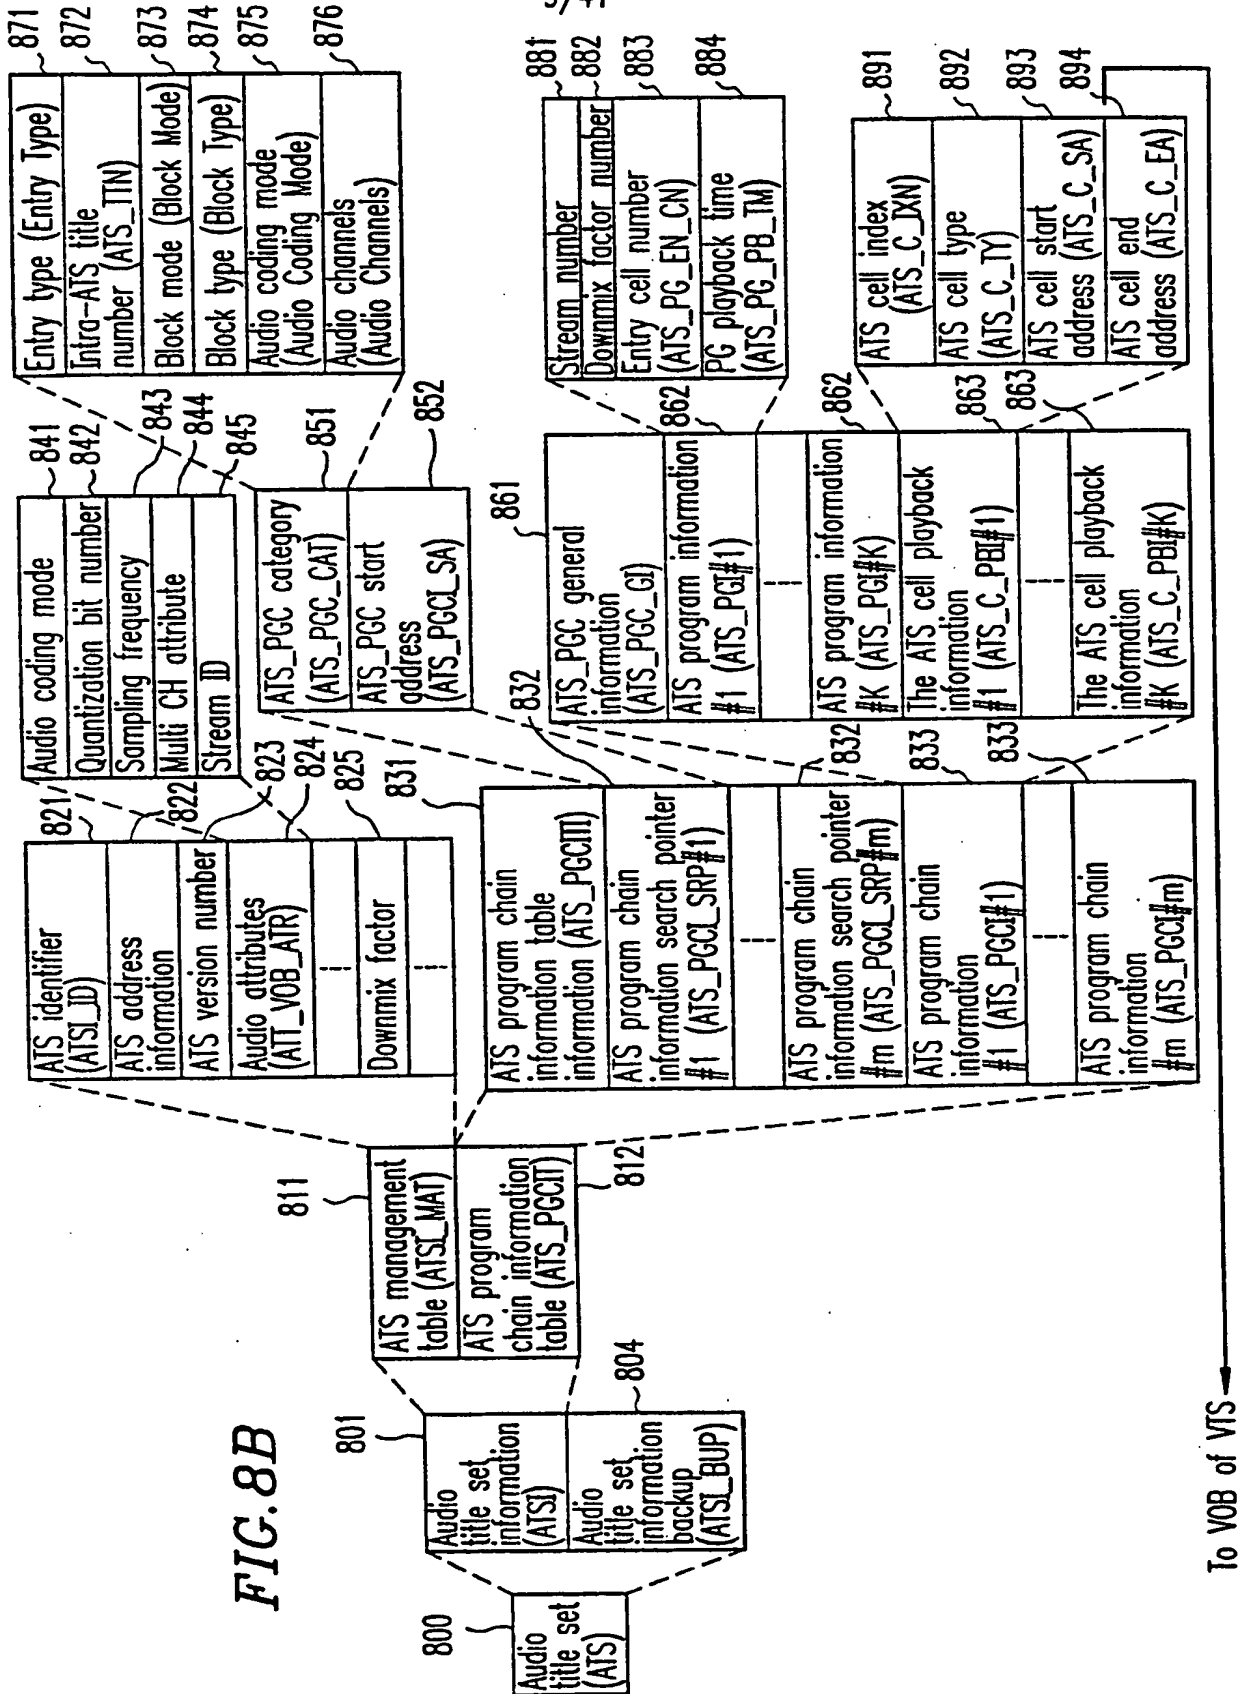 FIG.8B
800
Audio
title set
(ATS)
801
Audio
title set
information
(ATSI)
Audio
title set
information
backup
(ATSI_BUP)
804
811
ATS management
table (ATSI_MAT)
ATS program
chain information
table (ATS_PGCIT)
812
ATS identifier
(ATSI_ID)
ATS address
information
ATS version number
Audio attributes
(ATT_VOB_ATR)
Downmix factor
821
822
823
824
825
831
ATS program chain
information table
information (ATS_PGCITI)
ATS program chain
information search pointer
#1 (ATS_PGCI_SRP#1)
ATS program chain
information search pointer
#m (ATS_PGCI_SRP#m)
ATS program chain
information
#1 (ATS_PGCI#1)
ATS program chain
information
#m (ATS_PGCI#m)
832
832
833
833
Audio coding mode
Quantization bit number
Sampling frequency
Multi CH attribute
Stream ID
841
842
843
844
845
ATS_PGC category
(ATS_PGC_CAT)
ATS_PGC start
address
(ATS_PGCI_SA)
851
852
861
ATS_PGC general
information
(ATS_PGC_GI)
ATS program information
#1 (ATS_PGI#1)
ATS program information
#K (ATS_PGI#K)
The ATS cell playback
information
#1 (ATS_C_PBI#1)
The ATS cell playback
information
#K (ATS_C_PBI#K)
862
862
863
863
Entry type (Entry Type)
Intra-ATS title
number (ATS_TTN)
Block mode (Block Mode)
Block type (Block Type)
Audio coding mode
(Audio Coding Mode)
Audio channels
(Audio Channels)
871
872
873
874
875
876
Stream number
Downmix factor number
Entry cell number
(ATS_PG_EN_CN)
PG playback time
(ATS_PG_PB_TM)
881
882
883
884
ATS cell index
(ATS_C_IXN)
ATS cell type
(ATS_C_TY)
ATS cell start
address (ATS_C_SA)
ATS cell end
address (ATS_C_EA)
891
892
893
894
To VOB of VTS